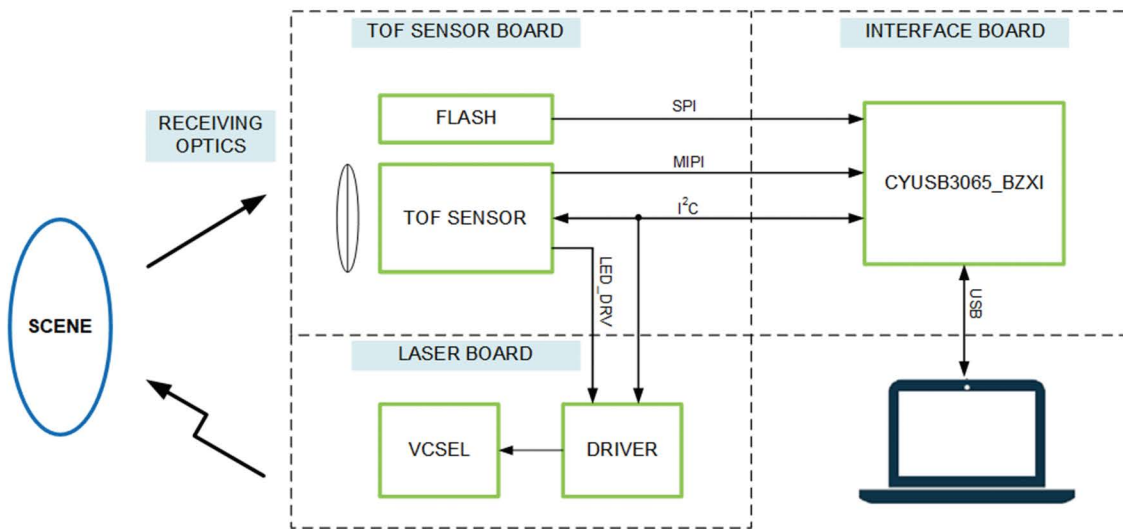 TOF SENSOR BOARD
INTERFACE BOARD
RECEIVING
OPTICS
FLASH
SPI
MIPI
CYUSB3065_BZXI
TOF SENSOR
I²C
LED_DRV
USB
SCENE
LASER BOARD
VCSEL
DRIVER